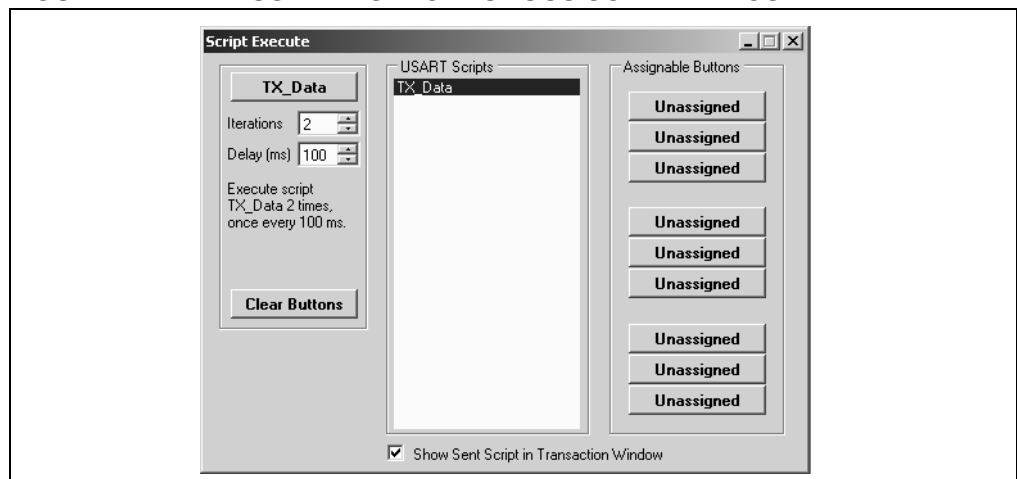 Script Execute
TX_Data
Iterations 2
Delay (ms) 100
Execute script
TX_Data 2 times,
once every 100 ms.
Clear Buttons
USART Scripts
TX_Data
Assignable Buttons
Unassigned
Unassigned
Unassigned
Unassigned
Unassigned
Unassigned
Unassigned
Unassigned
Unassigned
Show Sent Script in Transaction Window